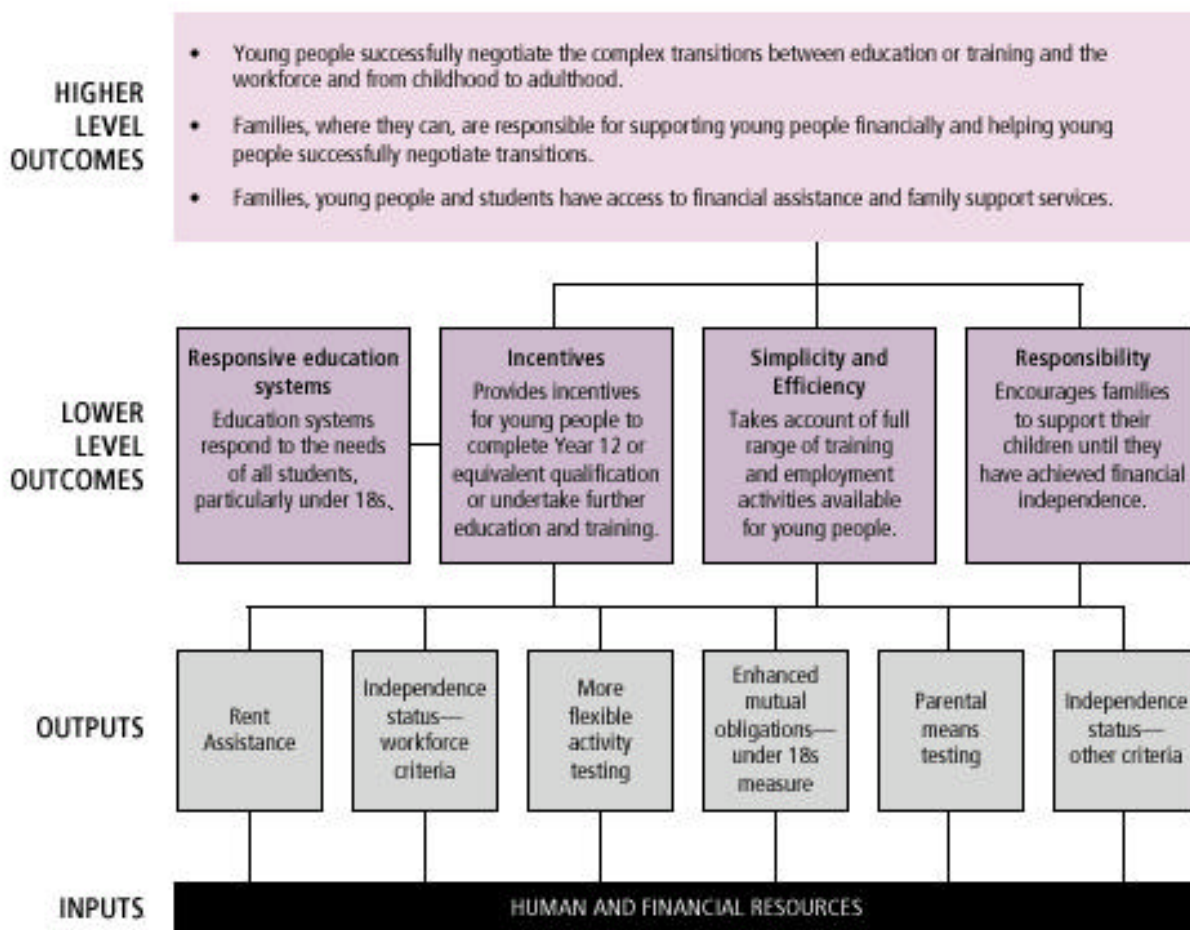 HIGHER
LEVEL
OUTCOMES
• Young people successfully negotiate the complex transitions between education or training and the
workforce and from childhood to adulthood.
• Families, where they can, are responsible for supporting young people financially and helping young
people successfully negotiate transitions.
• Families, young people and students have access to financial assistance and family support services.
LOWER
LEVEL
OUTCOMES
Responsive education
systems
Education systems
respond to the needs
of all students,
particularly under 18s.
Incentives
Provides incentives
for young people to
complete Year 12 or
equivalent qualification
or undertake further
education and training.
Simplicity and
Efficiency
Takes account of full
range of training
and employment
activities available
for young people.
Responsibility
Encourages families
to support their
children until they
have achieved financial
independence.
OUTPUTS
Rent
Assistance
Independence
status—
workforce
criteria
More
flexible
activity
testing
Enhanced
mutual
obligations—
under 18s
measure
Parental
means
testing
Independence
status—
other criteria
INPUTS
HUMAN AND FINANCIAL RESOURCES